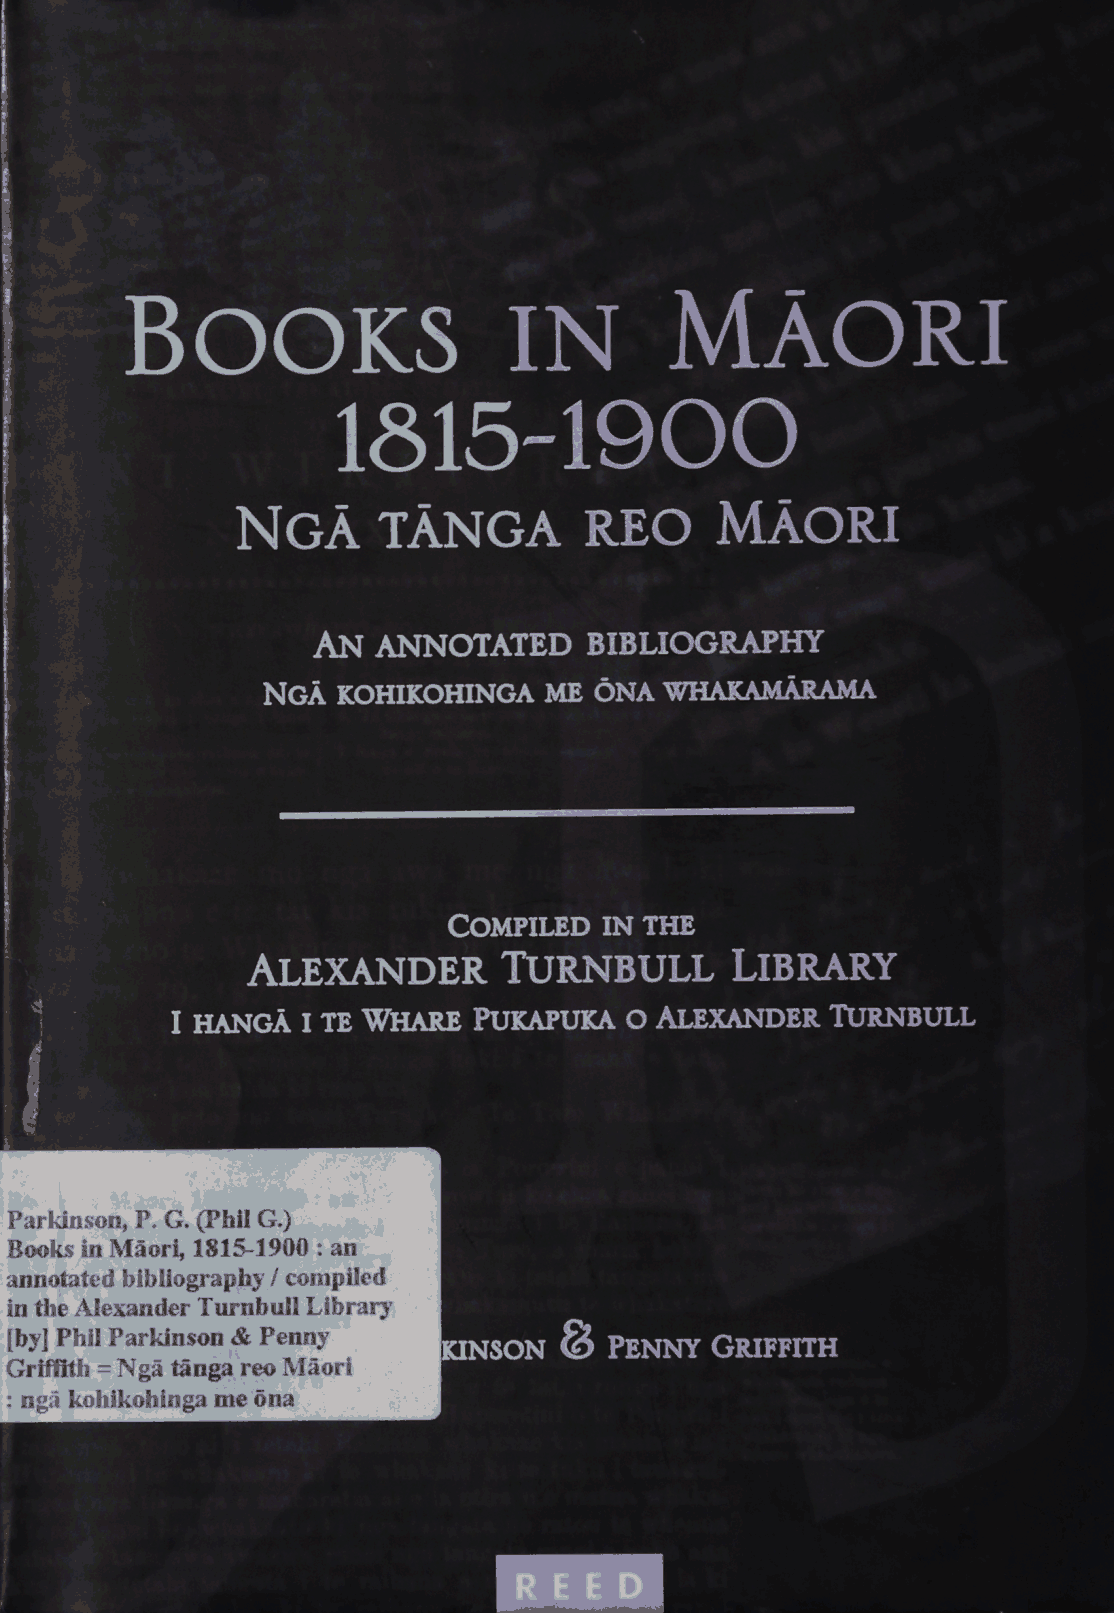 BOOKS IN MĀORI
1815-1900
NGĀ TĀNGA REO MĀORI
AN ANNOTATED BIBLIOGRAPHY
NGĀ KOHIKOHINGA ME ŌNA WHAKAMĀRAMA
COMPILED IN THE
ALEXANDER TURNBULL LIBRARY
I HANGĀ I TE WHARE PUKAPUKA O ALEXANDER TURNBULL
Parkinson, P. G. (Phil G.)
Books in Māori, 1815-1900 : an
annotated bibliography / compiled
in the Alexander Turnbull Library
[by] Phil Parkinson & Penny
Griffith = Ngā tānga reo Māori
: ngā kohikohinga me ōna
KINSON & PENNY GRIFFITH
REED